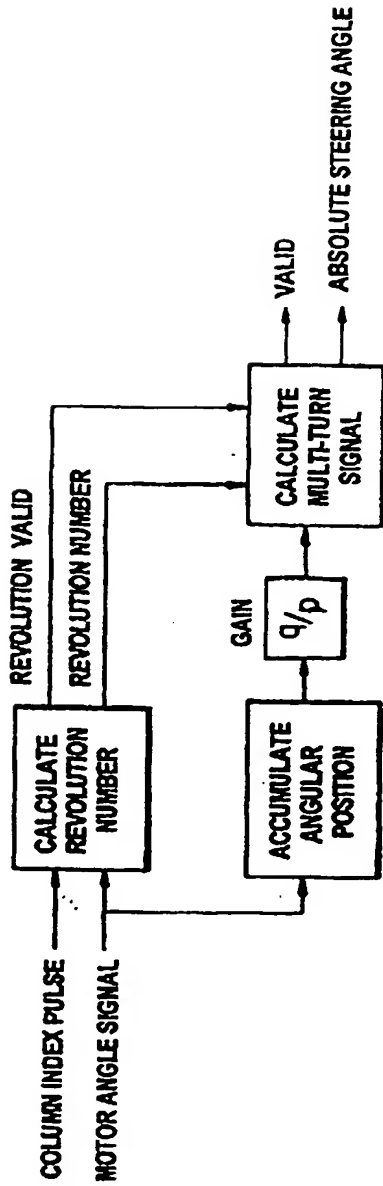 COLUMN INDEX PULSE
MOTOR ANGLE SIGNAL
CALCULATE
REVOLUTION
NUMBER
REVOLUTION VALID
REVOLUTION NUMBER
ACCUMULATE
ANGULAR
POSITION
GAIN
q/p
CALCULATE
MULTI-TURN
SIGNAL
VALID
ABSOLUTE STEERING ANGLE